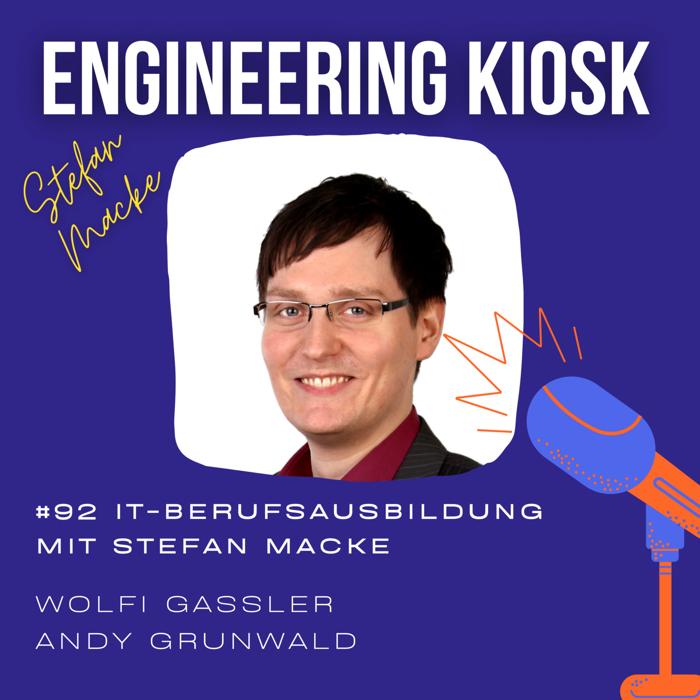 ENGINEERING KIOSK
Stefan
Macke
#92 IT-BERUFSAUSBILDUNG
MIT STEFAN MACKE
WOLFI GASSLER
ANDY GRUNWALD